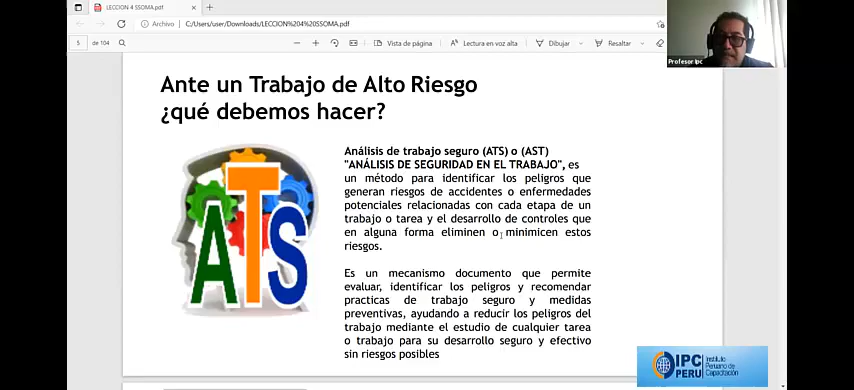 LECCION 4 SSOMA.pdf
Archivo C:/Users/user/Downloads/LECCION%204%20SSOMA.pdf
5 de 104 Vista de página Lectura en voz alta Dibujar Resaltar
Profesor Ipc
Ante un Trabajo de Alto Riesgo
¿qué debemos hacer?
ATS
Análisis de trabajo seguro (ATS) o (AST)
"ANÁLISIS DE SEGURIDAD EN EL TRABAJO", es
un método para identificar los peligros que
generan riesgos de accidentes o enfermedades
potenciales relacionadas con cada etapa de un
trabajo o tarea y el desarrollo de controles que
en alguna forma eliminen o minimicen estos
riesgos.
Es un mecanismo documento que permite
evaluar, identificar los peligros y recomendar
practicas de trabajo seguro y medidas
preventivas, ayudando a reducir los peligros del
trabajo mediante el estudio de cualquier tarea
o trabajo para su desarrollo seguro y efectivo
sin riesgos posibles
IPC
PERU
Instituto
Peruano de
Capacitación